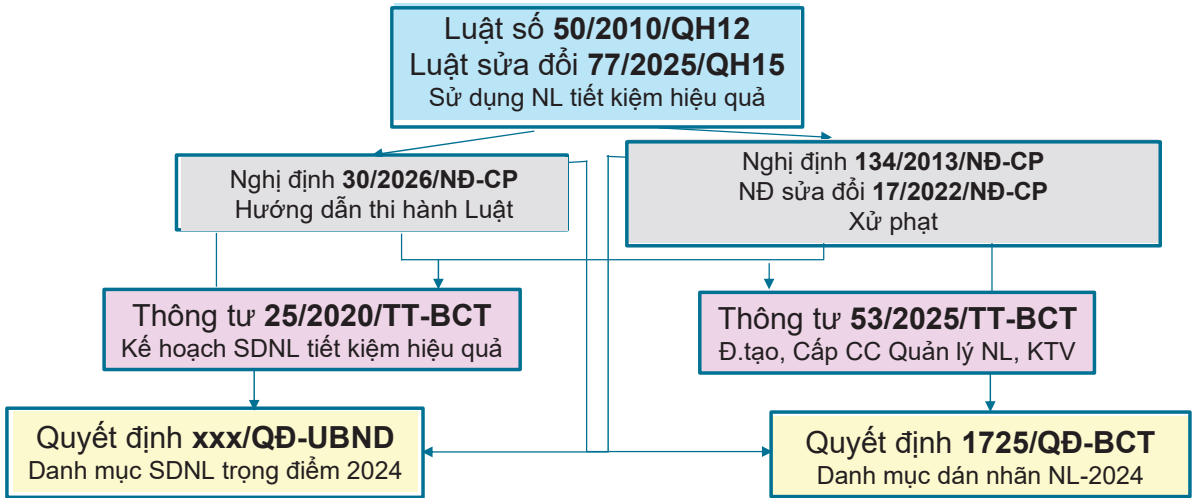 Luật số 50/2010/QH12
Luật sửa đổi 77/2025/QH15
Sử dụng NL tiết kiệm hiệu quả
Nghị định 30/2026/NĐ-CP
Hướng dẫn thi hành Luật
Nghị định 134/2013/NĐ-CP
NĐ sửa đổi 17/2022/NĐ-CP
Xử phạt
Thông tư 25/2020/TT-BCT
Kế hoạch SDNL tiết kiệm hiệu quả
Thông tư 53/2025/TT-BCT
Đ.tạo, Cấp CC Quản lý NL, KTV
Quyết định xxx/QĐ-UBND
Danh mục SDNL trọng điểm 2024
Quyết định 1725/QĐ-BCT
Danh mục dán nhãn NL-2024